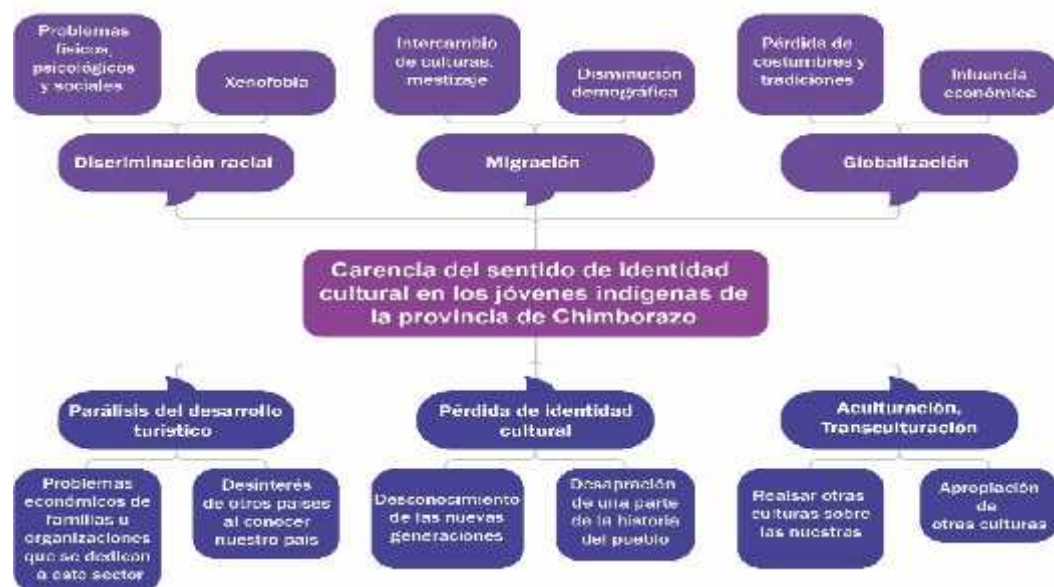 Problemas
físicos,
psicológicos
y sociales
Xenofobia
Intercambio
de culturas,
mestizaje
Disminución
demográfica
Pérdida de
costumbres y
tradiciones
Influencia
económica
Discriminación racial
Migración
Globalización
Carencia del sentido de identidad
cultural en los jóvenes indígenas de
la provincia de Chimborazo
Parálisis del desarrollo
turístico
Pérdida de identidad
cultural
Aculturación,
Transculturación
Problemas
económicos de
familias u
organizaciones
que se dedican
a este sector
Desinterés
de otros países
al conocer
nuestro país
Desconocimiento
de las nuevas
generaciones
Desapración
de una parte
de la historia
del pueblo
Realsar otras
culturas sobre
las nuestras
Apropiación
de
otras culturas